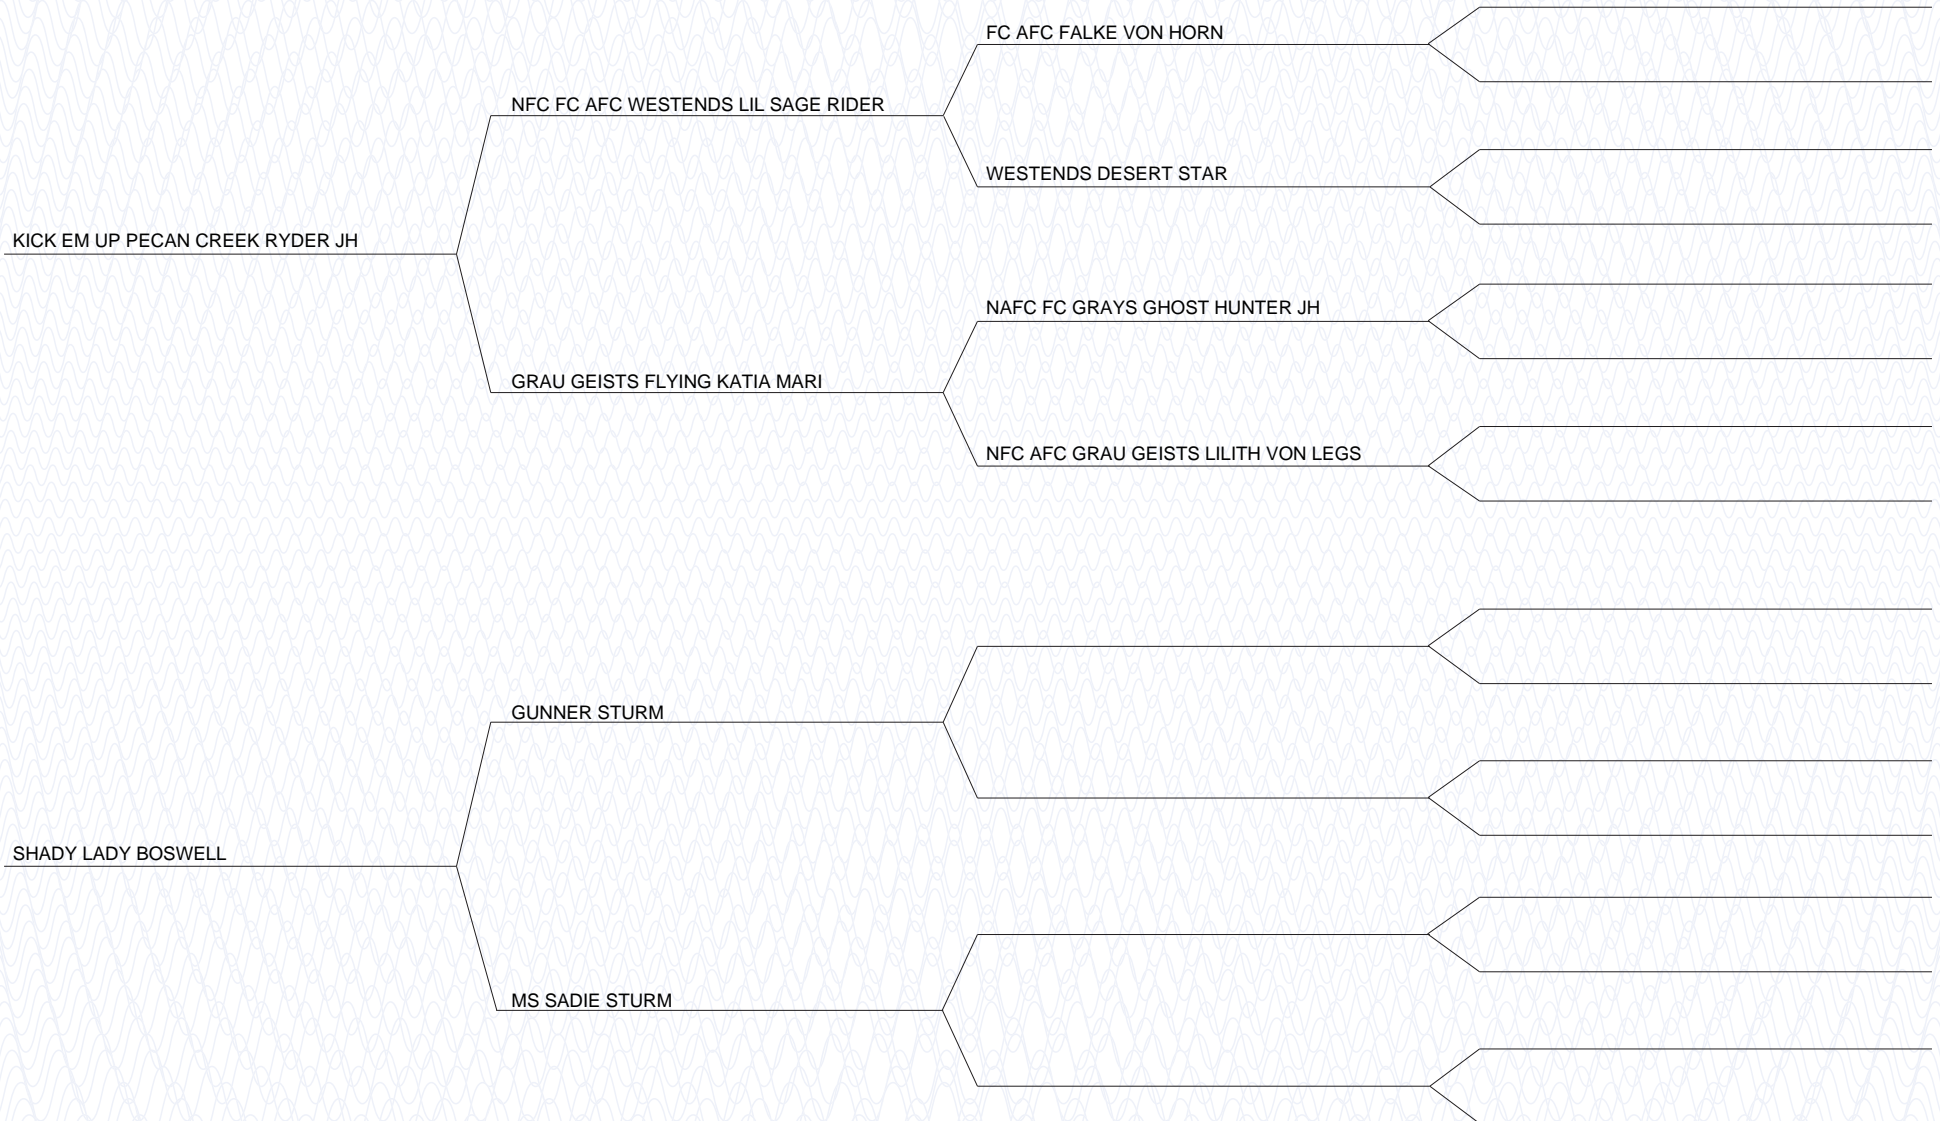 FC AFC FALKE VON HORN
NFC FC AFC WESTENDS LIL SAGE RIDER
WESTENDS DESERT STAR
KICK EM UP PECAN CREEK RYDER JH
NAFC FC GRAYS GHOST HUNTER JH
GRAU GEISTS FLYING KATIA MARI
NFC AFC GRAU GEISTS LILITH VON LEGS
GUNNER STURM
SHADY LADY BOSWELL
MS SADIE STURM